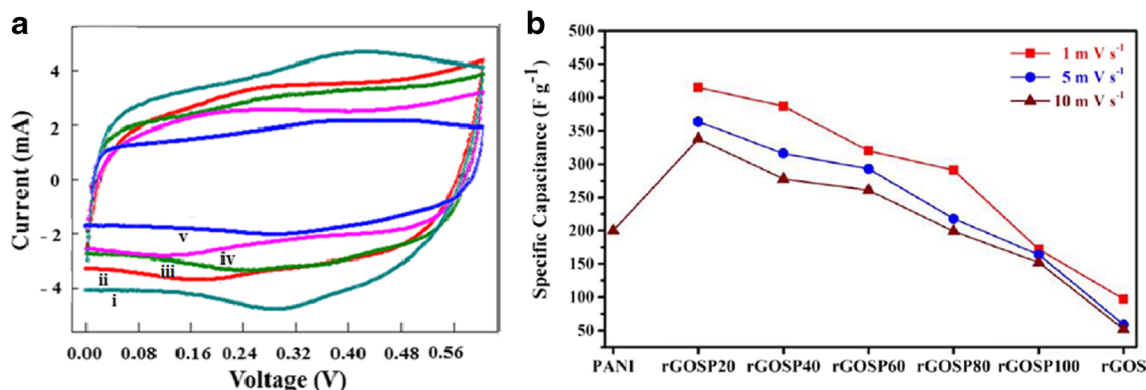 a
4
2
0
- 2
- 4
Current (mA)
v
iv
iii
ii
i
0.00 0.08 0.16 0.24 0.32 0.40 0.48 0.56
Voltage (V)
b
500
450
400
350
300
250
200
150
100
50
Specific Capacitance (F g⁻¹)
1 m V s⁻¹
5 m V s⁻¹
10 m V s⁻¹
PANI rGOSP20 rGOSP40 rGOSP60 rGOSP80 rGOSP100 rGOS